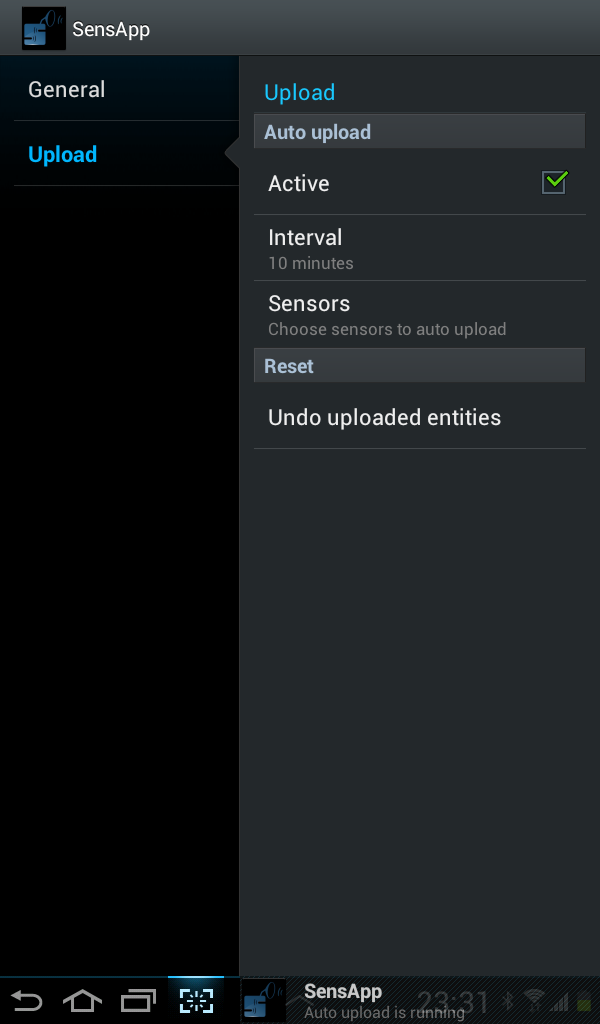 SensApp
General
Upload
Upload
Auto upload
Active
Interval
10 minutes
Sensors
Choose sensors to auto upload
Reset
Undo uploaded entities
SensApp
Auto upload is running
23:31